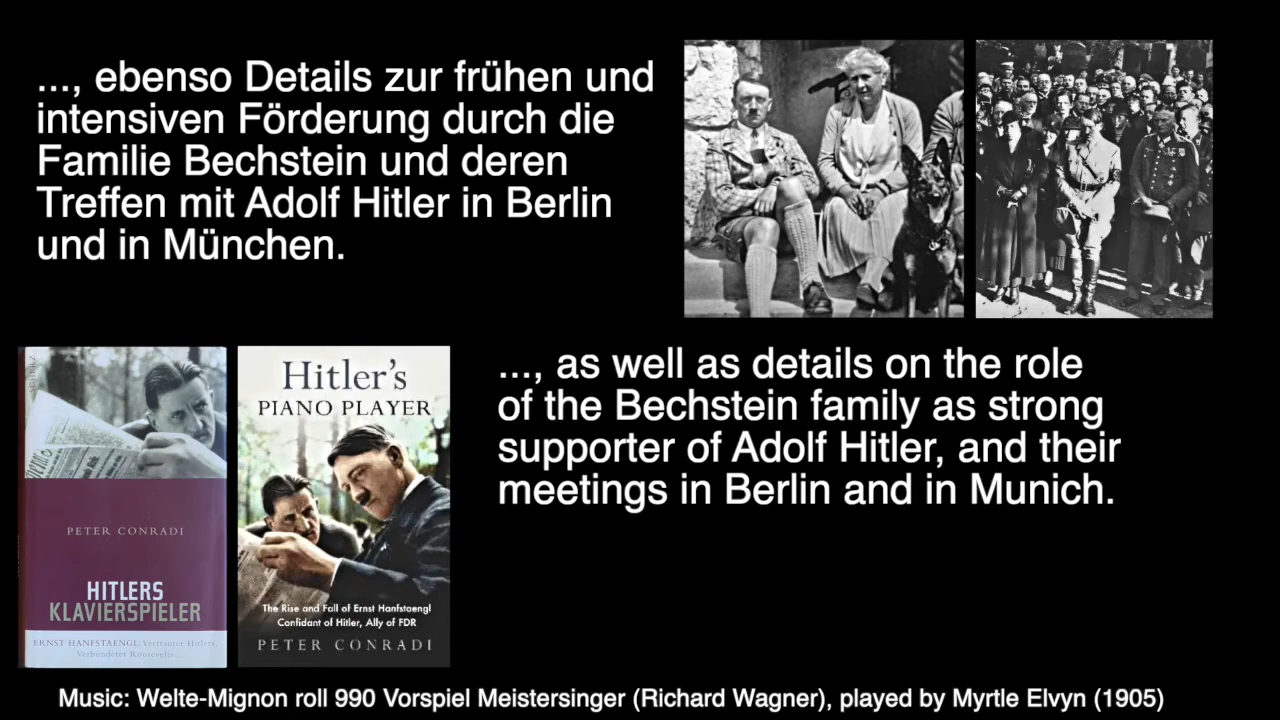 ..., ebenso Details zur frühen und
intensiven Förderung durch die
Familie Bechstein und deren
Treffen mit Adolf Hitler in Berlin
und in München.
PETER CONRADI
HITLERS
KLAVIERSPIELER
ERNST HANFSTAENGL: Vertrauter Hitlers,
Verbündeter Roosevelts
Hitler's
PIANO PLAYER
The Rise and Fall of Ernst Hanfstaengl
Confidant of Hitler, Ally of FDR
PETER CONRADI
..., as well as details on the role
of the Bechstein family as strong
supporter of Adolf Hitler, and their
meetings in Berlin and in Munich.
Music: Welte-Mignon roll 990 Vorspiel Meistersinger (Richard Wagner), played by Myrtle Elvyn (1905)